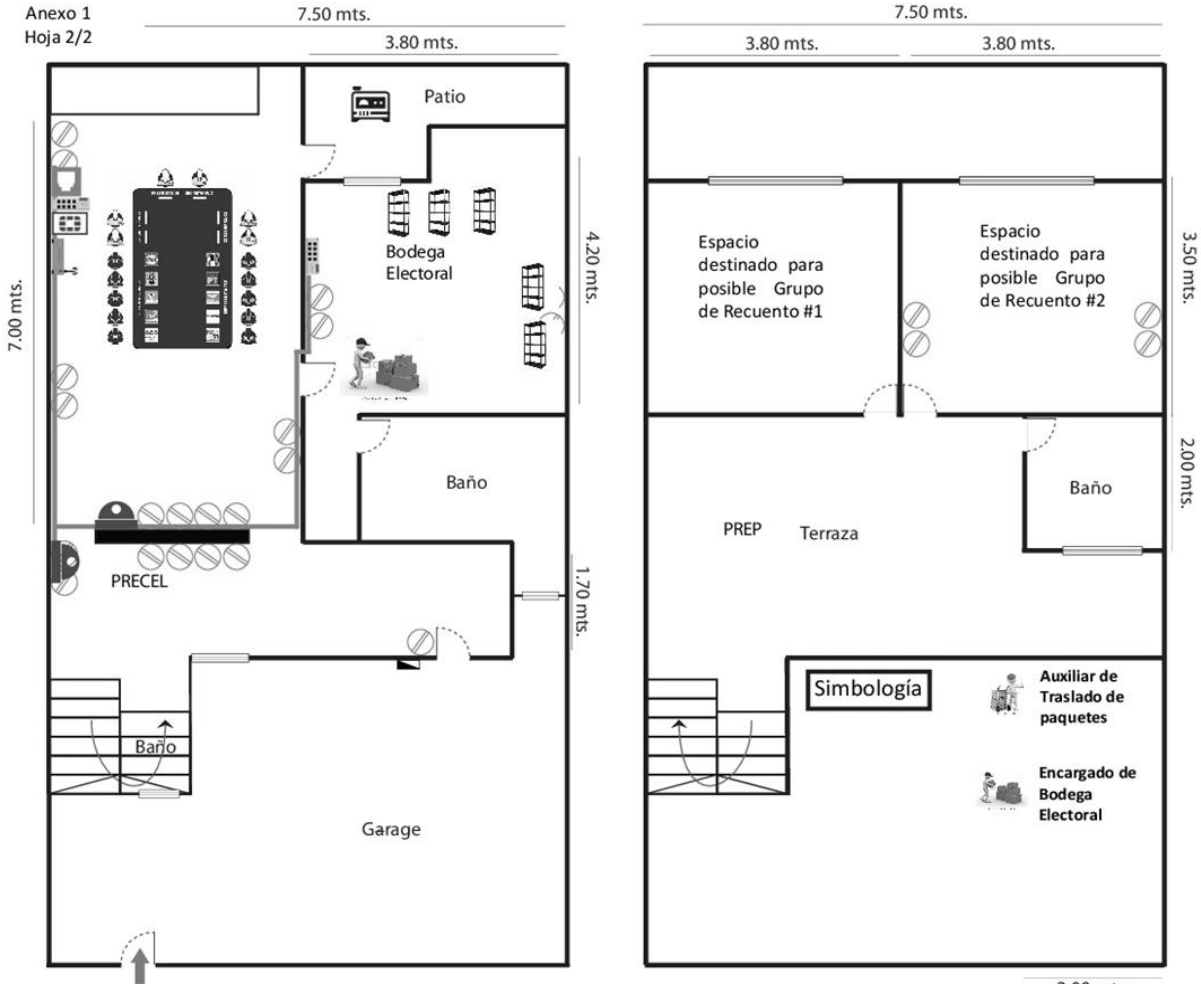 Anexo 1
Hoja 2/2
7.50 mts.
3.80 mts.
Patio
7.00 mts.
Bodega
Electoral
4.20 mts.
Baño
PRECEL
1.70 mts.
Baño
Garage
7.50 mts.
3.80 mts.
3.80 mts.
Espacio
destinado para
posible Grupo
de Recuento #1
Espacio
destinado para
posible Grupo
de Recuento #2
3.50 mts.
2.00 mts.
Baño
PREP
Terraza
Simbología
Auxiliar de
Traslado de
paquetes
Encargado de
Bodega
Electoral